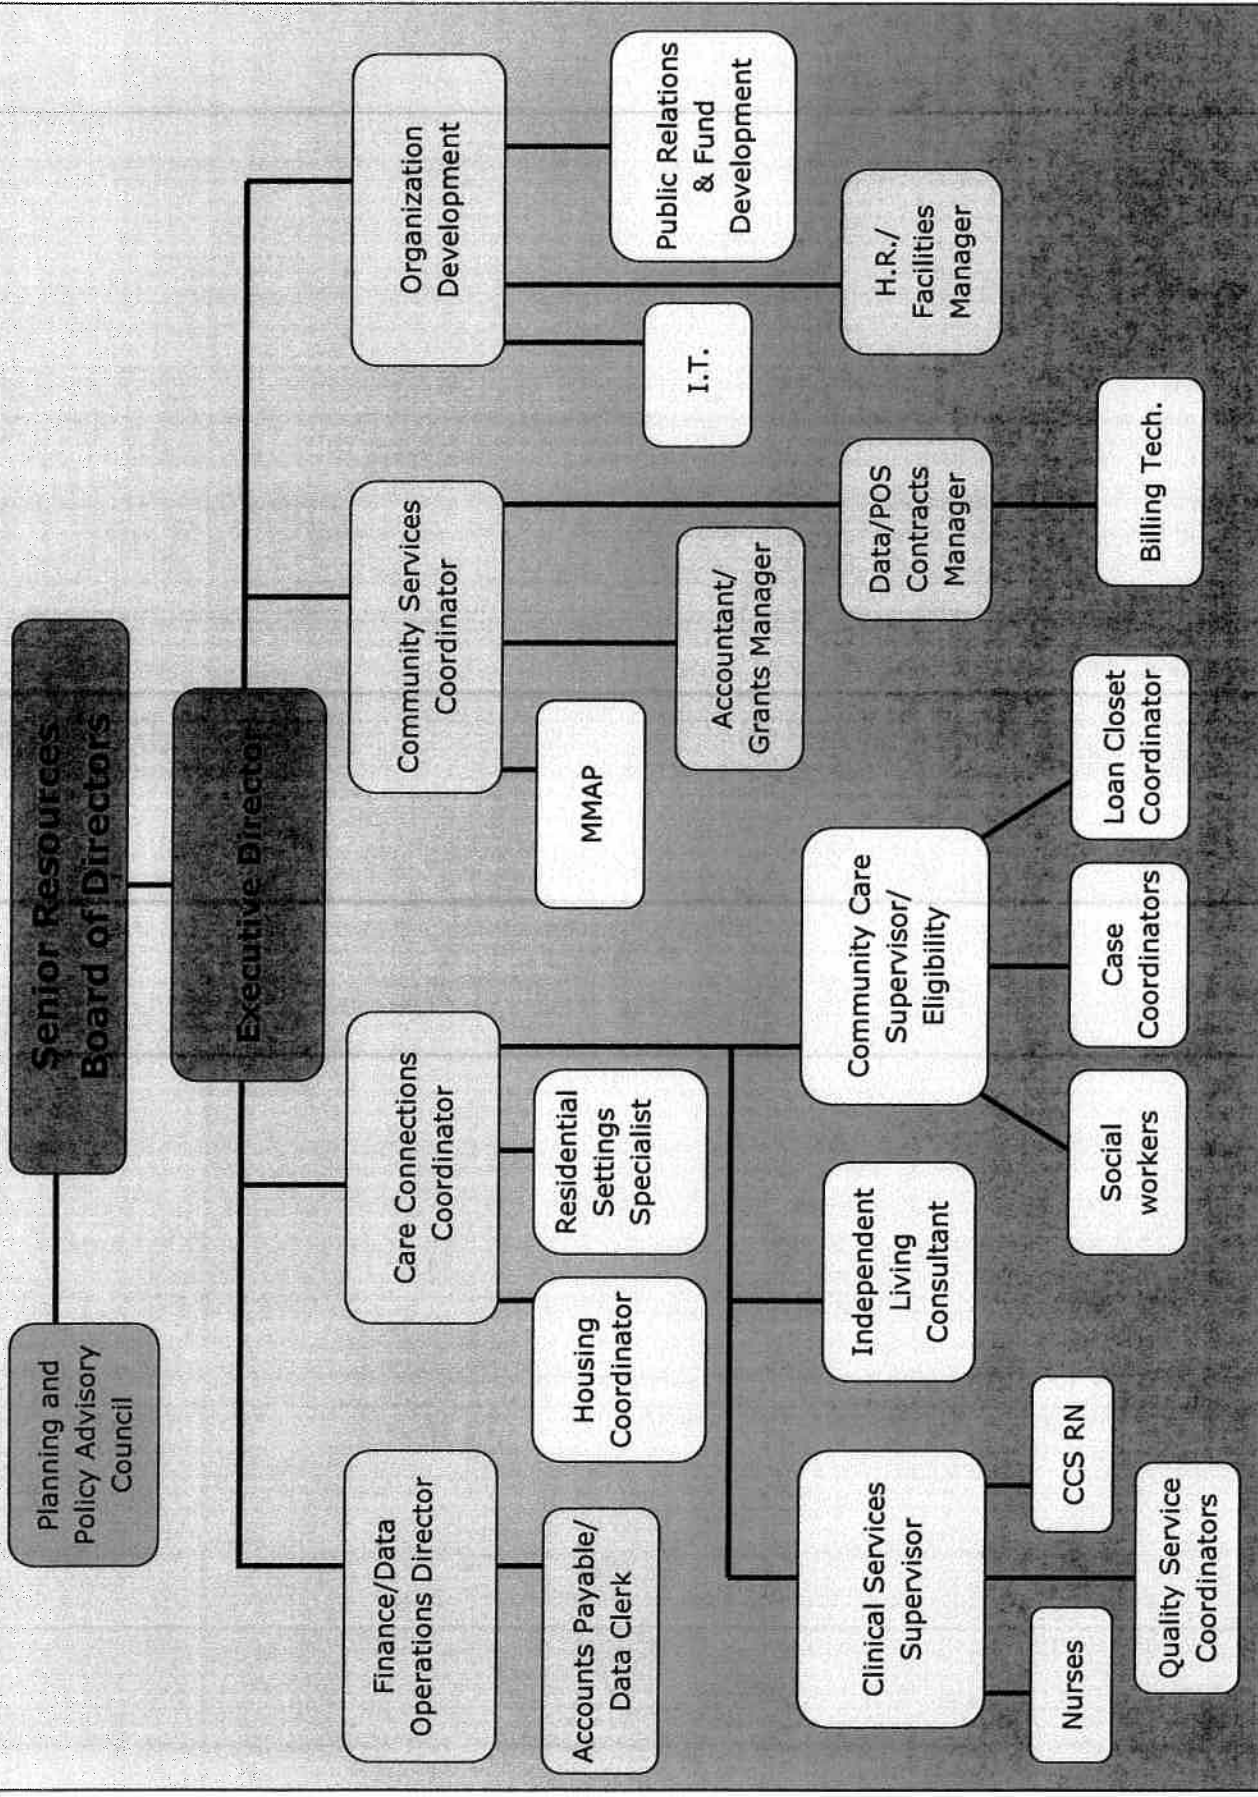 Senior Resources
Board of Directors
Planning and
Policy Advisory
Council
Executive Director
Finance/Data
Operations Director
Care Connections
Coordinator
Community Services
Coordinator
Organization
Development
Accounts Payable/
Data Clerk
Housing
Coordinator
Residential
Settings
Specialist
MMAP
Accountant/
Grants Manager
I.T.
Public Relations
& Fund
Development
Clinical Services
Supervisor
Independent
Living
Consultant
Community Care
Supervisor/
Eligibility
Data/POS
Contracts
Manager
H.R./
Facilities
Manager
Nurses
CCS RN
Quality Service
Coordinators
Social
workers
Case
Coordinators
Loan Closet
Coordinator
Billing Tech.